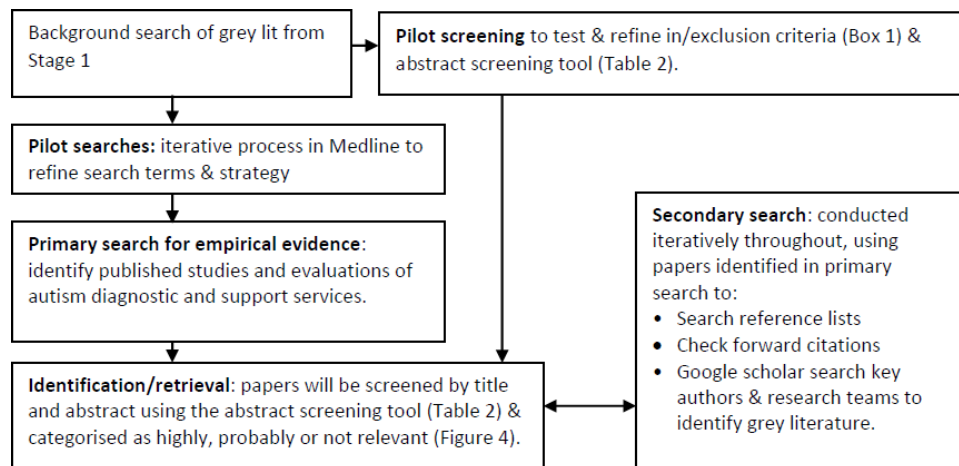 Background search of grey lit from
Stage 1
Pilot screening to test & refine in/exclusion criteria (Box 1) &
abstract screening tool (Table 2).
Pilot searches: iterative process in Medline to
refine search terms & strategy
Primary search for empirical evidence:
identify published studies and evaluations of
autism diagnostic and support services.
Identification/retrieval: papers will be screened by title
and abstract using the abstract screening tool (Table 2) &
categorised as highly, probably or not relevant (Figure 4).
Secondary search: conducted
iteratively throughout, using
papers identified in primary
search to:
• Search reference lists
• Check forward citations
• Google scholar search key
authors & research teams to
identify grey literature.